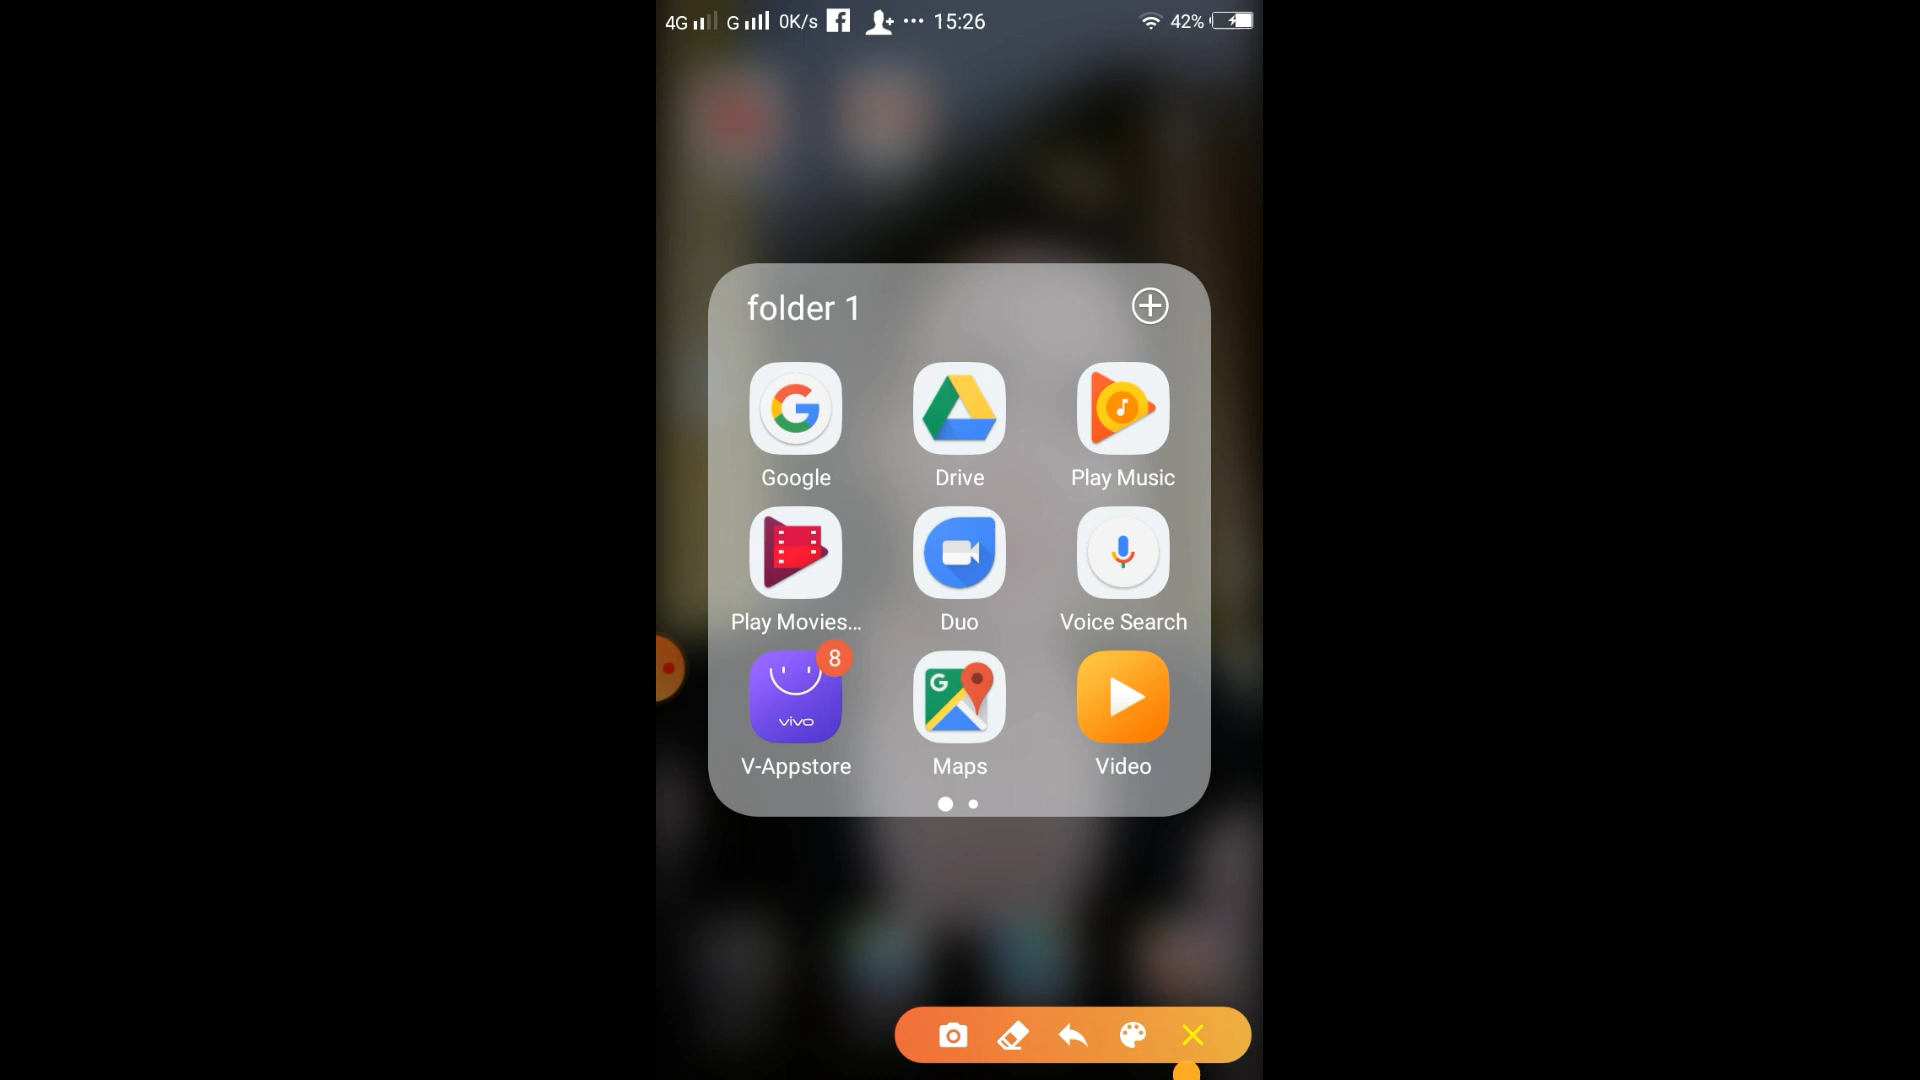 4G G 0K/s 15:26 42%
folder 1
Google Drive Play Music
Play Movies... Duo Voice Search
8
vivo
G
V-Appstore Maps Video